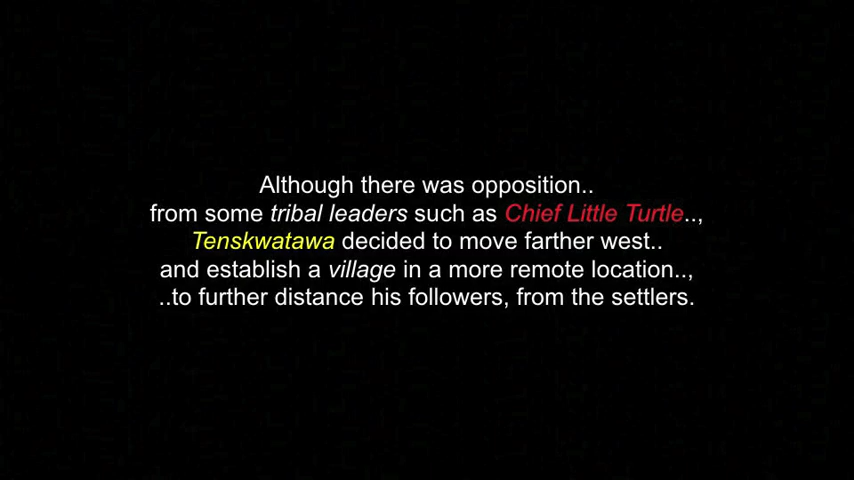 Although there was opposition..
from some tribal leaders such as Chief Little Turtle..,
Tenskwatawa decided to move farther west..
and establish a village in a more remote location..,
..to further distance his followers, from the settlers.